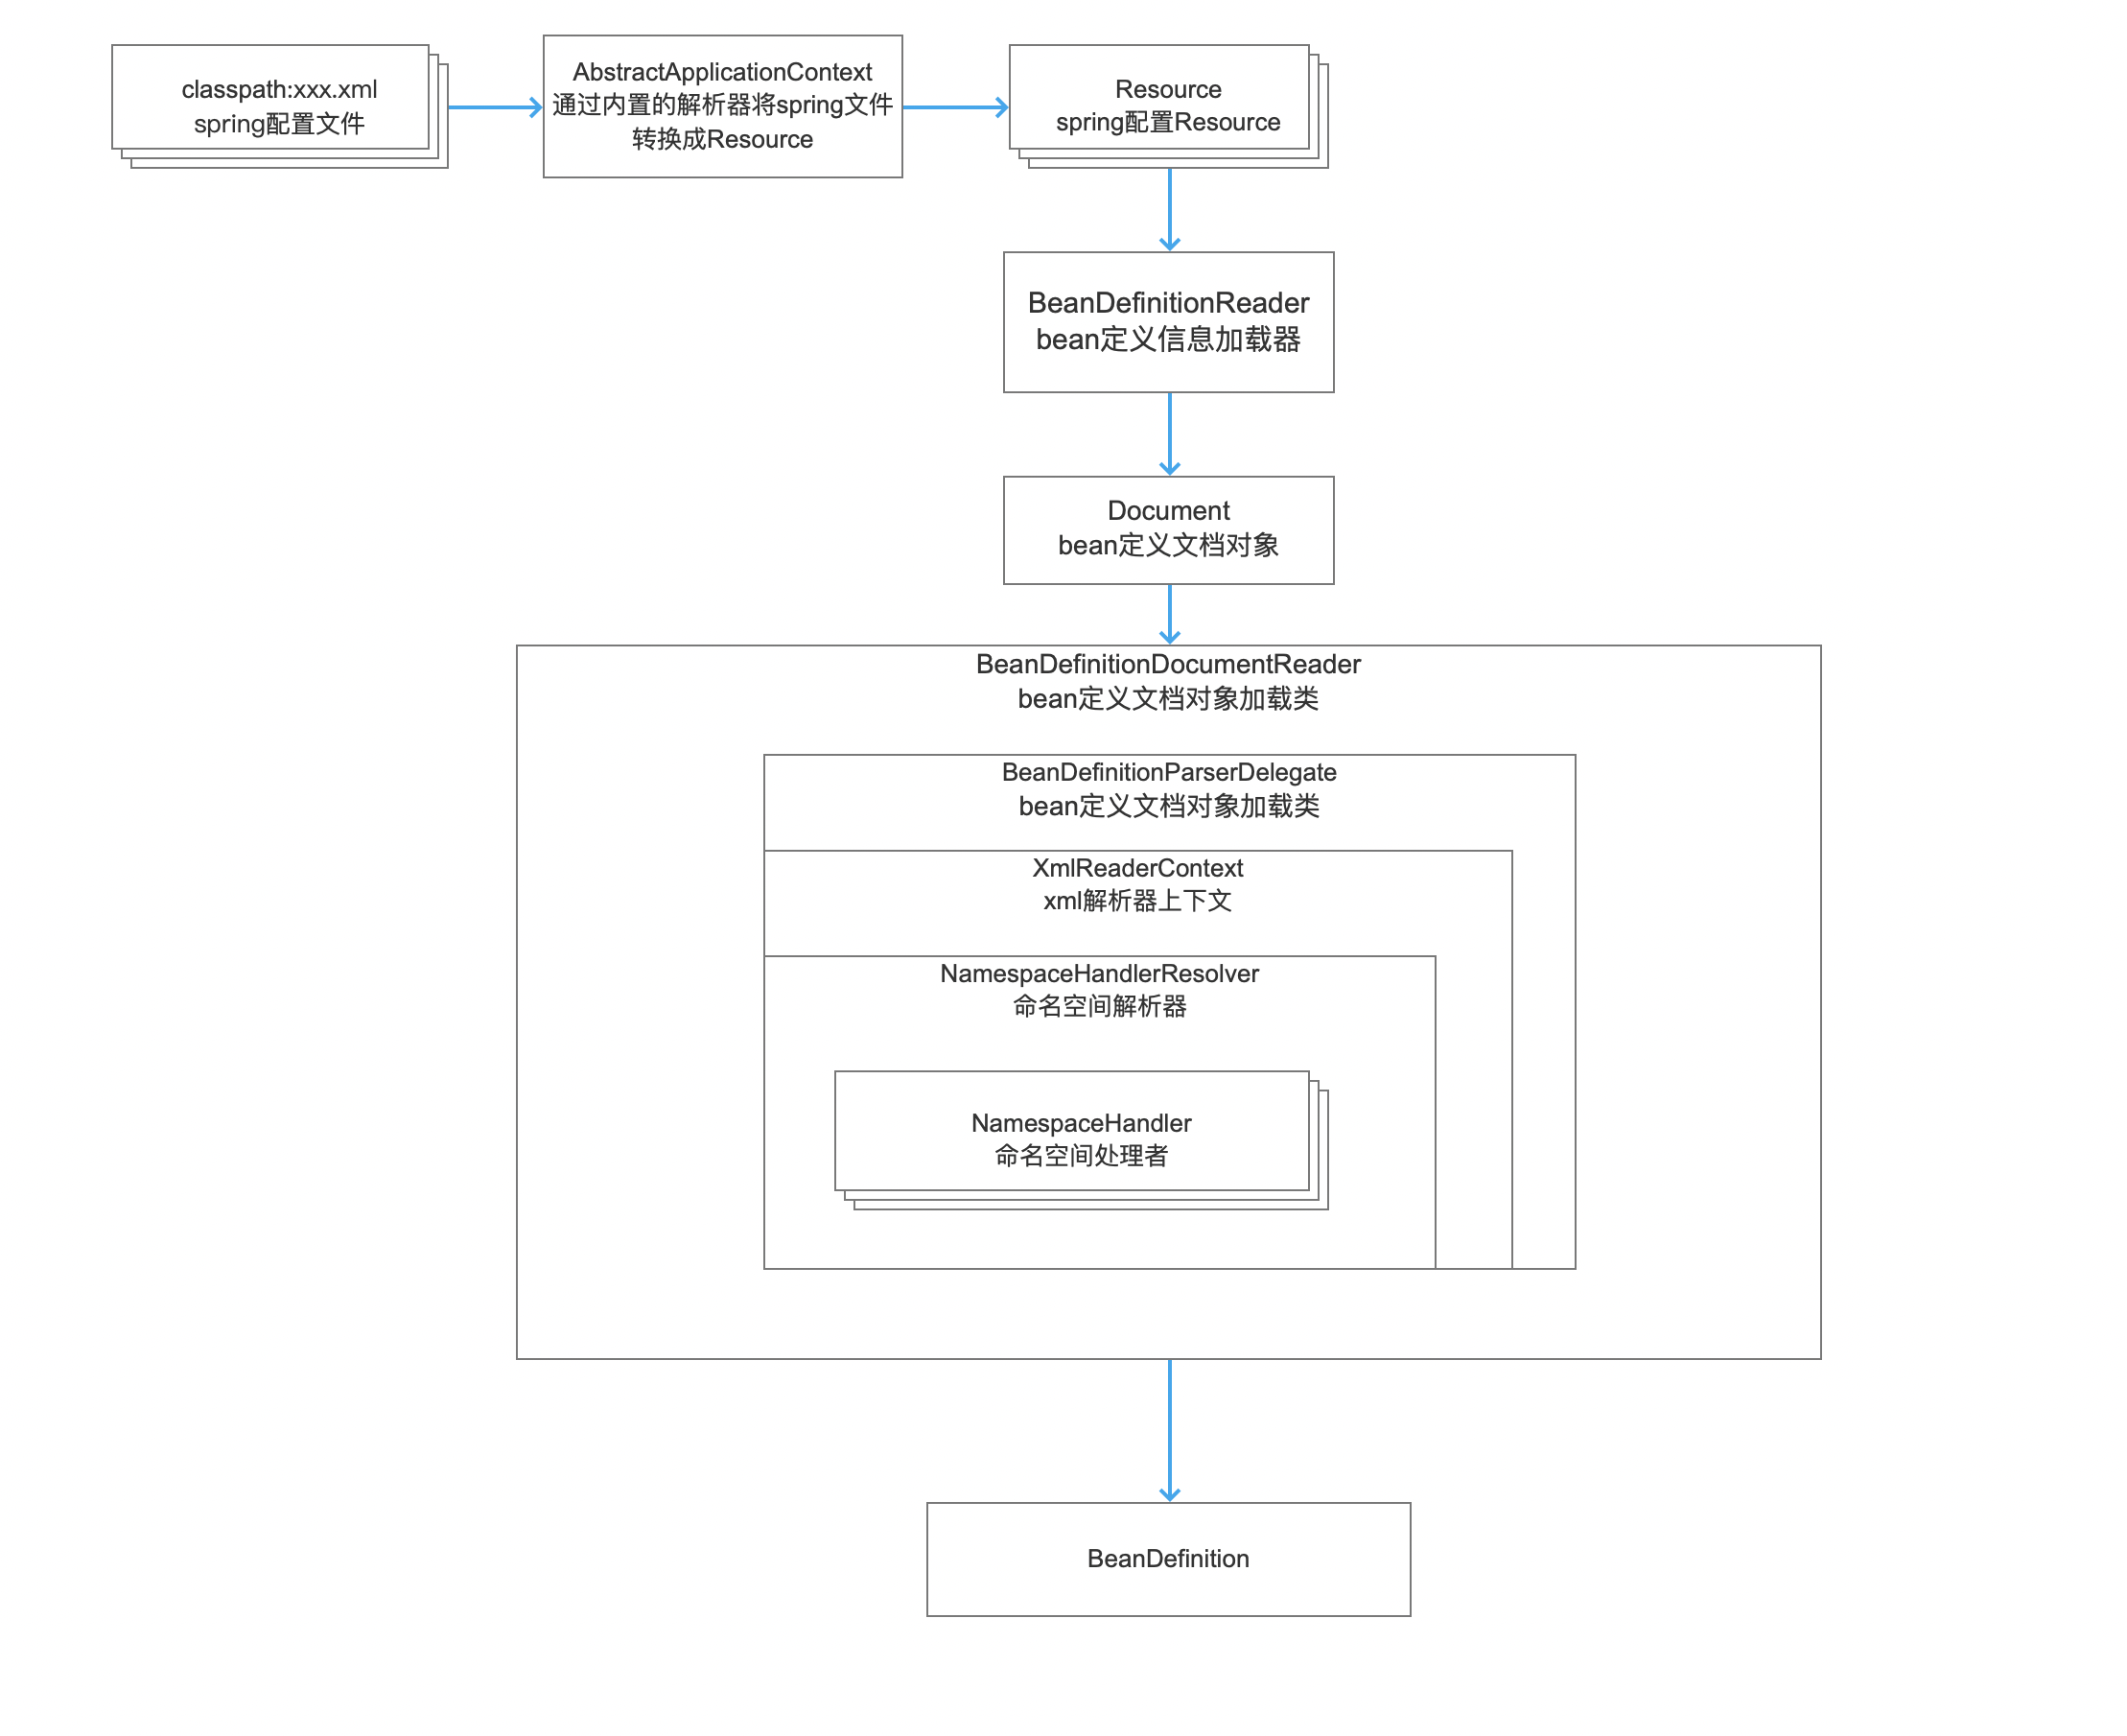 classpath:xxx.xml
spring配置文件
AbstractApplicationContext
通过内置的解析器将spring文件
转换成Resource
Resource
spring配置Resource
BeanDefinitionReader
bean定义信息加载器
Document
bean定义文档对象
BeanDefinitionDocumentReader
bean定义文档对象加载类
BeanDefinitionParserDelegate
bean定义文档对象加载类
XmlReaderContext
xml解析器上下文
NamespaceHandlerResolver
命名空间解析器
NamespaceHandler
命名空间处理者
BeanDefinition